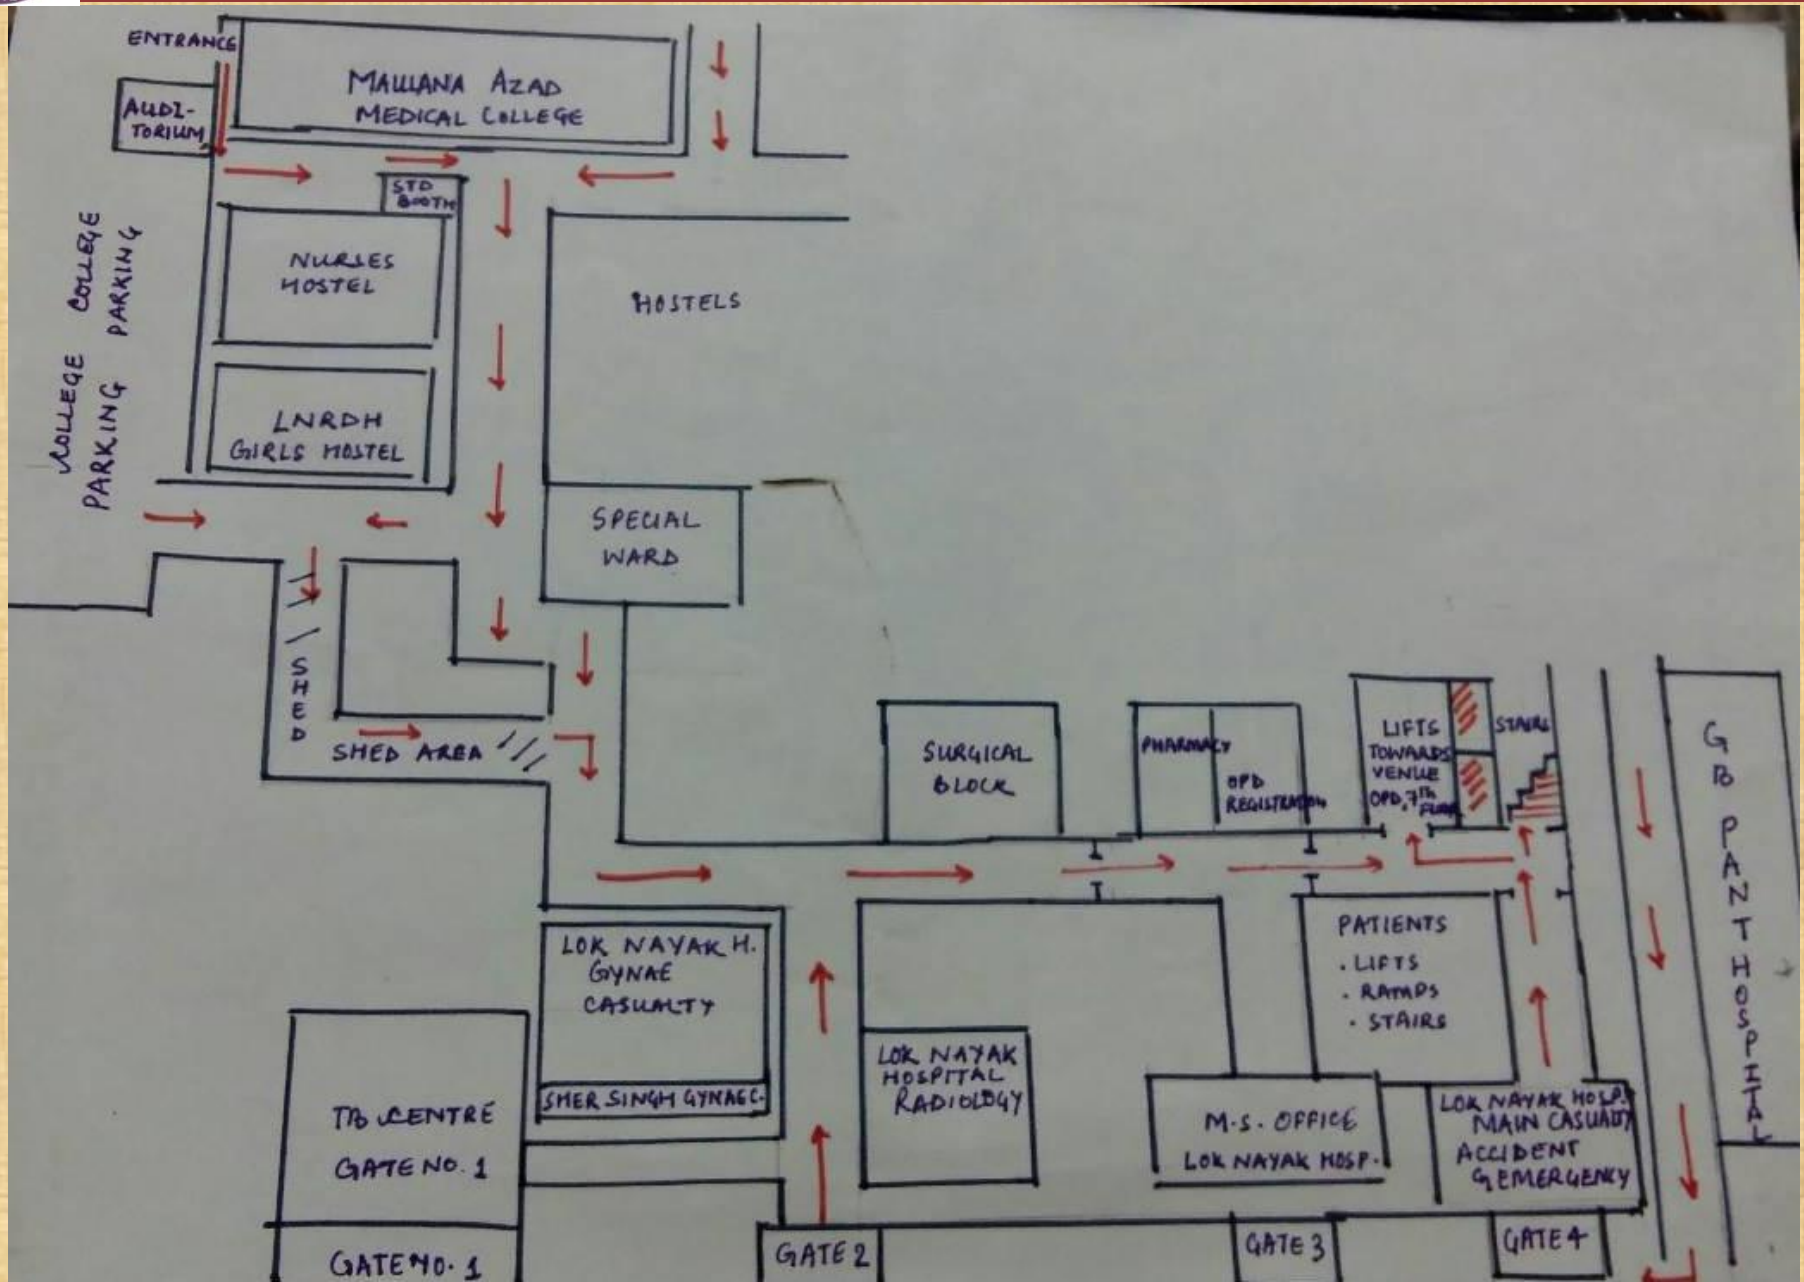 ENTRANCE
MAULANA AZAD
MEDICAL COLLEGE
AUDI-
TORIUM
STD
BOOTH
NURSES
HOSTEL
COLLEGE
PARKING
HOSTELS
COLLEGE
PARKING
LNRDH
GIRLS HOSTEL
SPECIAL
WARD
SHED
SHED AREA
SURGICAL
BLOCK
PHARMACY
OPD
REGISTRATION
LIFTS
TOWARDS
VENUE
OPD, 7th
FLOOR
STAIRS
GB PANT HOSPITAL
LOK NAYAK H.
GYNAE
CASUALTY
SHER SINGH GYNAEC.
PATIENTS
. LIFTS
. RAMPS
. STAIRS
LOK NAYAK
HOSPITAL
RADIOLOGY
TB CENTRE
GATE NO. 1
M.S. OFFICE
LOK NAYAK HOSP.
LOK NAYAK HOSP.
MAIN CASUALTY
ACCIDENT
& EMERGENCY
GATE NO. 1
GATE 2
GATE 3
GATE 4